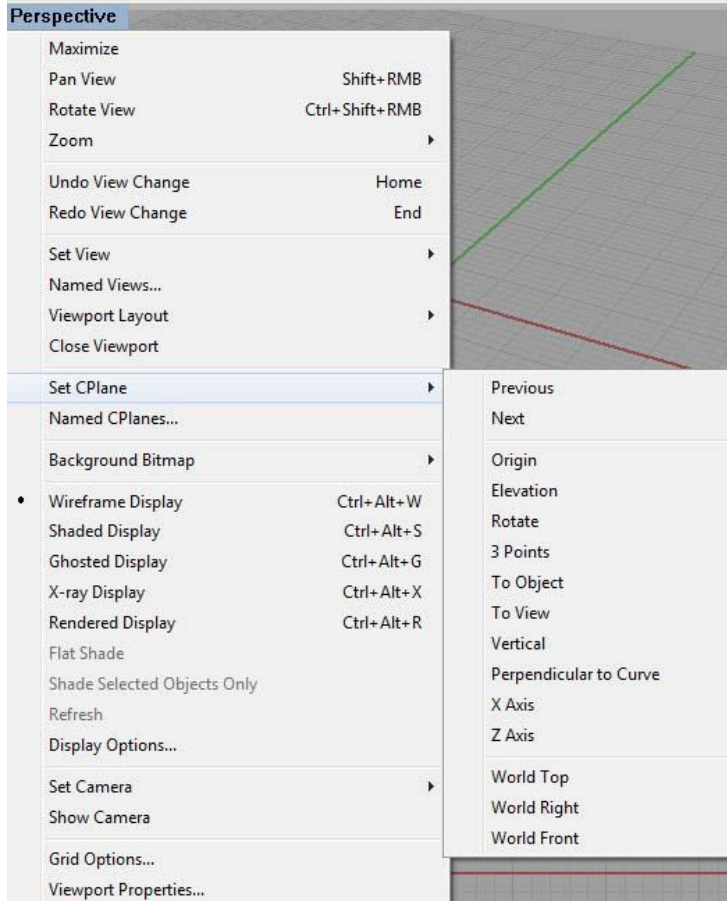 Perspective
Maximize
Pan View Shift+RMB
Rotate View Ctrl+Shift+RMB
Zoom
Undo View Change Home
Redo View Change End
Set View
Named Views...
Viewport Layout
Close Viewport
Set CPlane
Named CPlanes...
Background Bitmap
Wireframe Display Ctrl+Alt+W
Shaded Display Ctrl+Alt+S
Ghosted Display Ctrl+Alt+G
X-ray Display Ctrl+Alt+X
Rendered Display Ctrl+Alt+R
Flat Shade
Shade Selected Objects Only
Refresh
Display Options...
Set Camera
Show Camera
Grid Options...
Viewport Properties...
Previous
Next
Origin
Elevation
Rotate
3 Points
To Object
To View
Vertical
Perpendicular to Curve
X Axis
Z Axis
World Top
World Right
World Front